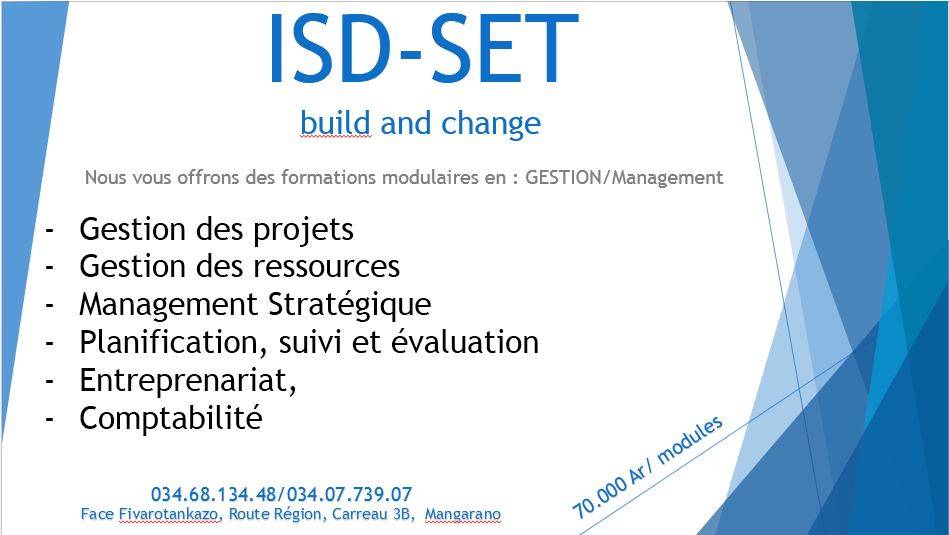 ISD-SET
build and change
Nous vous offrons des formations modulaires en : GESTION/Management
- Gestion des projets
- Gestion des ressources
- Management Stratégique
- Planification, suivi et évaluation
- Entreprenariat,
- Comptabilité
70.000 Ar/ modules
034.68.134.48/034.07.739.07
Face Fivarotankazo, Route Région, Carreau 3B, Mangarano